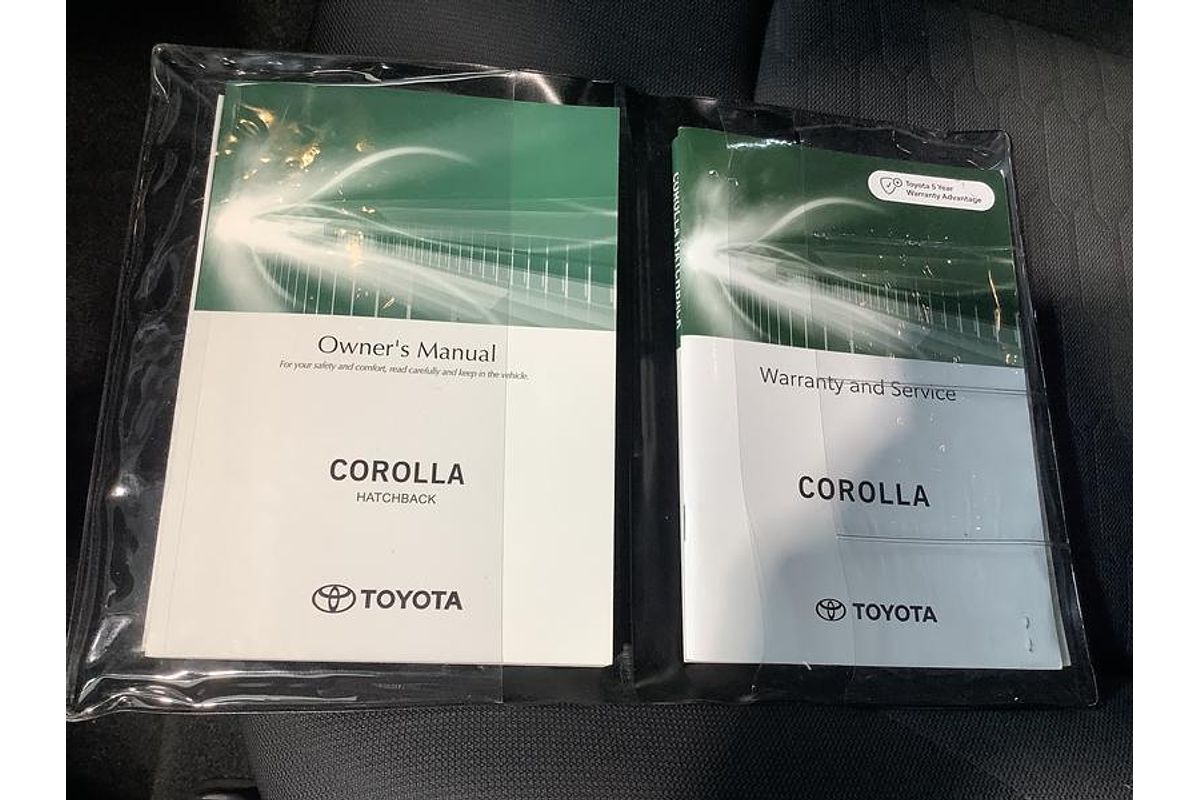 Owner's Manual
For your safety and comfort, read carefully and keep in the vehicle.
COROLLA
HATCHBACK
TOYOTA
COROLLA HATCHBACK
Toyota 5 Year
Warranty Advantage
Warranty and Service
COROLLA
TOYOTA